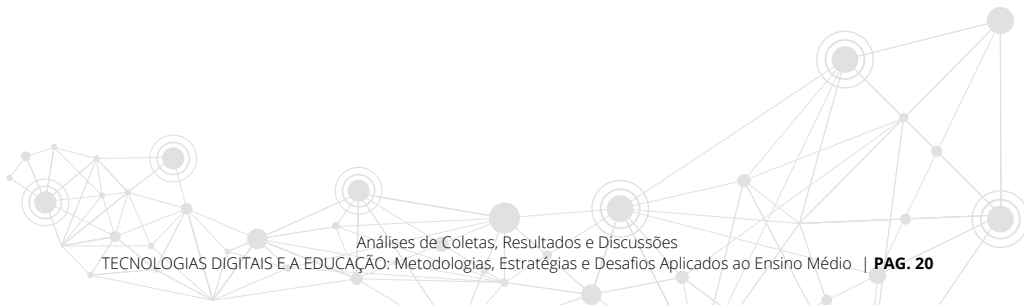 Análises de Coletas, Resultados e Discussões
TECNOLOGIAS DIGITAIS E A EDUCAÇÃO: Metodologias, Estratégias e Desafios Aplicados ao Ensino Médio | PAG. 20